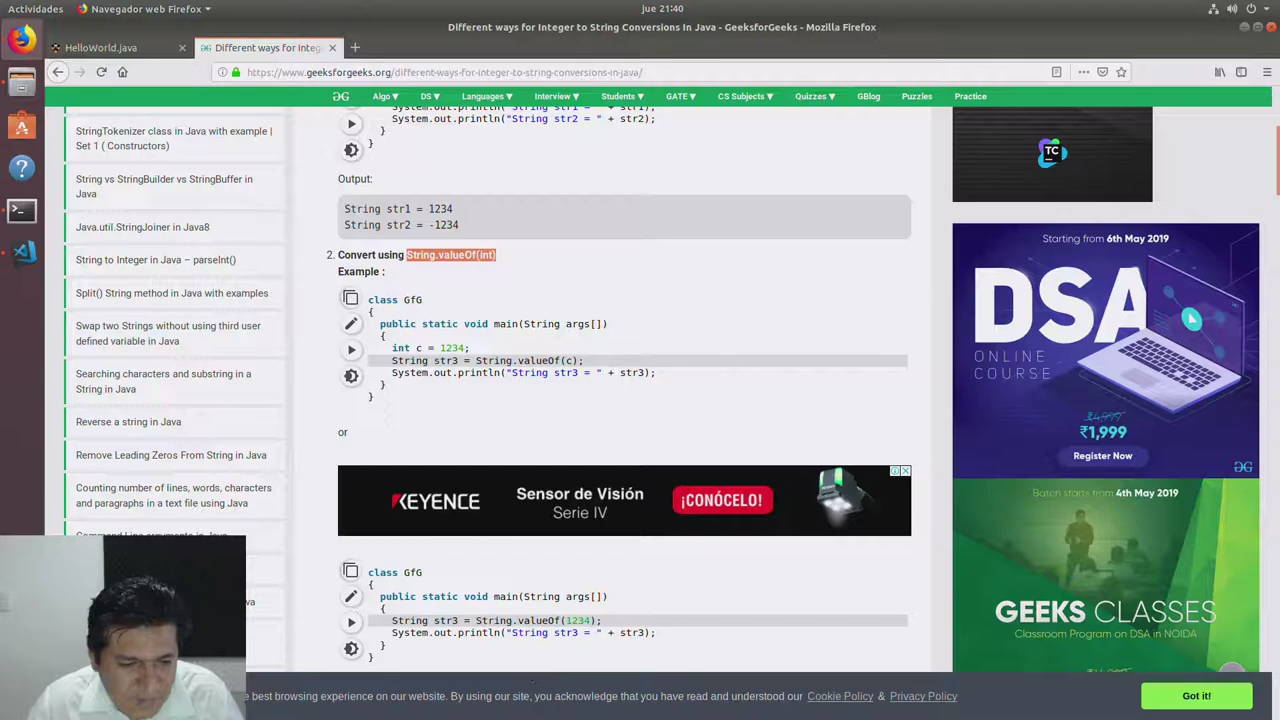 Actividades
Navegador web Firefox ▾
jue 21:40
Different ways for Integer to String Conversions In Java - GeeksforGeeks - Mozilla Firefox
HelloWorld.java
Different ways for Intege
https://www.geeksforgeeks.org/different-ways-for-integer-to-string-conversions-in-java/
Algo ▼
DS ▼
Languages ▼
Interview ▼
Students ▼
GATE ▼
CS Subjects ▼
Quizzes ▼
GBlog
Puzzles
Practice
StringTokenizer class in Java with example |
Set 1 ( Constructors)
String vs StringBuilder vs StringBuffer in
Java
Java.util.StringJoiner in Java8
String to Integer in Java – parseInt()
Split() String method in Java with examples
Swap two Strings without using third user
defined variable in Java
Searching characters and substring in a
String in Java
Reverse a string in Java
Remove Leading Zeros From String in Java
Counting number of lines, words, characters
and paragraphs in a text file using Java
System.out.println("String str2 = " + str2);
}
}
Output:
String str1 = 1234
String str2 = -1234
2. Convert using String.valueOf(int)
Example :
class GfG
{
public static void main(String args[])
{
int c = 1234;
String str3 = String.valueOf(c);
System.out.println("String str3 = " + str3);
}
}
or
KEYENCE
Sensor de Visión
Serie IV
¡CONÓCELO!
class GfG
{
public static void main(String args[])
{
String str3 = String.valueOf(1234);
System.out.println("String str3 = " + str3);
}
}
TC
Starting from 6th May 2019
DSA
ONLINE
COURSE
₹4,999
₹1,999
Register Now
Batch starts from 4th May 2019
GEEKS CLASSES
Classroom Program on DSA in NOIDA
best browsing experience on our website. By using our site, you acknowledge that you have read and understood our Cookie Policy & Privacy Policy
Got it!